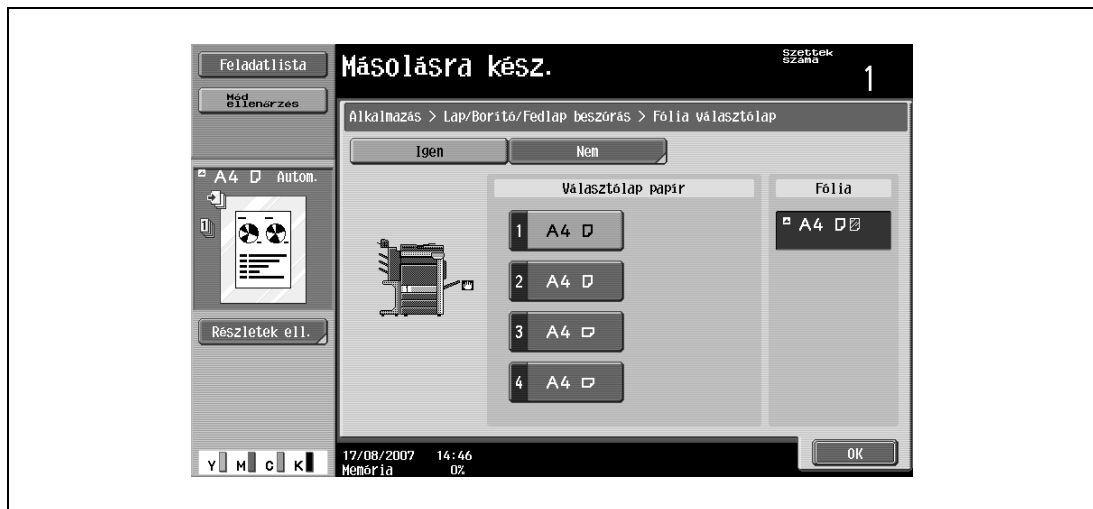 Feladatlista
Másolásra kész.
Szettek száma
1
Mód ellenőrzés
Alkalmazás > Lap/Borító/Fedlap beszúrás > Fólia választólap
Igen
Nem
A4 Autom.
Választólap papír
Fólia
1 A4
A4
2 A4
3 A4
4 A4
1
1
Részletek ell.
Y M C K
17/08/2007 14:46
Memória 0%
OK